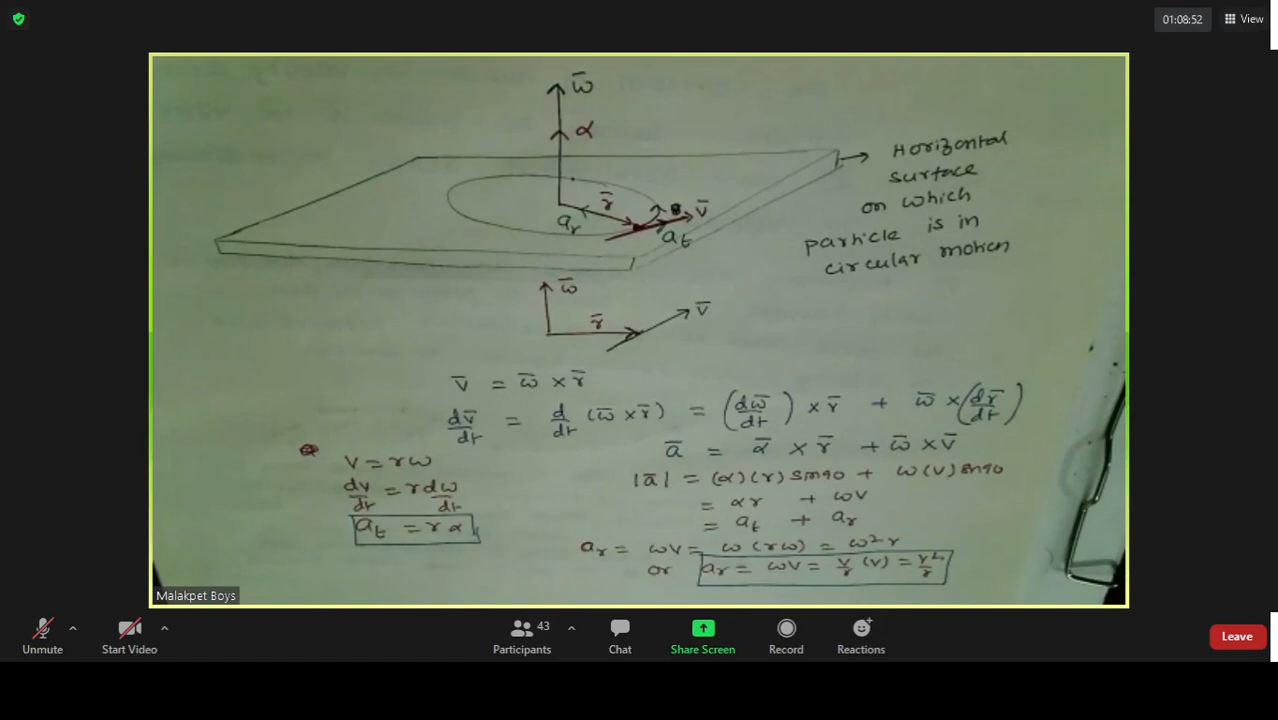 01:08:52 View
ω̄
α
r̄
v̄
aᵣ
aₜ
Horizontal
surface
on which
particle is in
circular motion
ω̄
r̄
v̄
v̄ = ω̄ × r̄
dv̄/dt = d/dt (ω̄ × r̄) = (dω̄/dt) × r̄ + ω̄ × (dr̄/dt)
ā = ᾱ × r̄ + ω̄ × v̄
v = rω
dv/dt = r dω/dt
aₜ = r α
|ā| = (α)(r) sin90 + ω(v) sin90
= αr + ωv
= aₜ + aᵣ
aᵣ = ωv = ω(rω) = ω²r
or aᵣ = ωv = v/r (v) = v²/r
Malakpet Boys
Unmute
Start Video
43
Participants
Chat
Share Screen
Record
Reactions
Leave